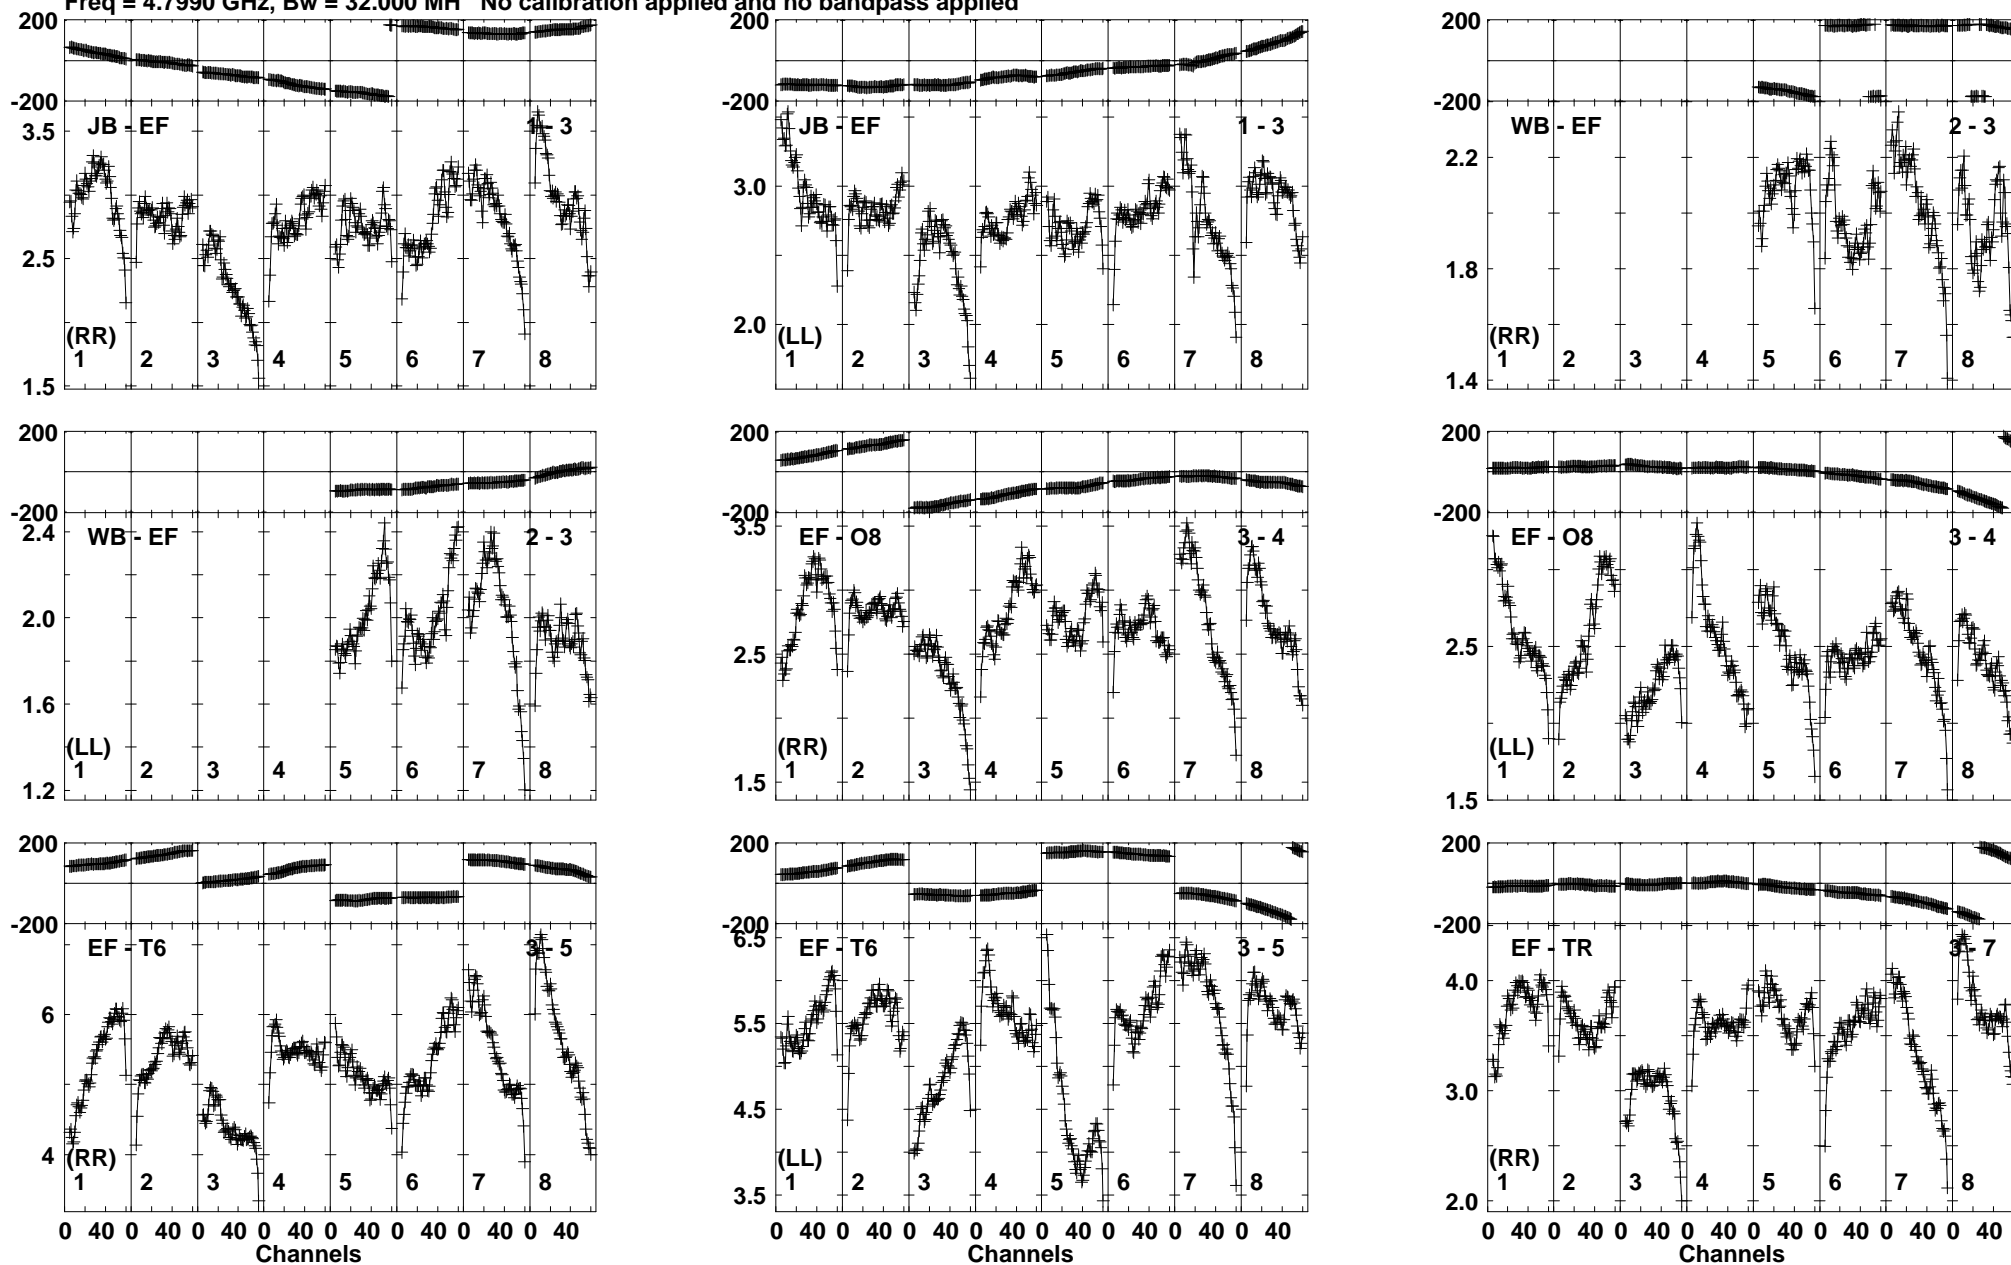 Freq = 4.7990 GHz, Bw = 32.000 MH No calibration applied and no bandpass applied
200 200 200
-200 -200 -200
JB - EF 1 - 3 JB - EF 1 - 3 WB - EF 2 - 3
3.5 2.5 1.5
3.0 2.0
2.2 1.8 1.4
(RR) (LL) (RR)
1 2 3 4 5 6 7 8 1 2 3 4 5 6 7 8 1 2 3 4 5 6 7 8
200 200 200
-200 -200 -200
WB - EF 2 - 3 EF - O8 3 - 4 EF - O8 3 - 4
2.4 2.0 1.6 1.2
3.5 2.5 1.5
2.5 1.5
(LL) (RR) (LL)
1 2 3 4 5 6 7 8 1 2 3 4 5 6 7 8 1 2 3 4 5 6 7 8
200 200 200
-200 -200 -200
EF - T6 3 - 5 EF - T6 3 - 5 EF - TR 3 - 7
6 4
6.5 5.5 4.5 3.5
4.0 3.0 2.0
(RR) (LL) (RR)
1 2 3 4 5 6 7 8 1 2 3 4 5 6 7 8 1 2 3 4 5 6 7 8
0 40 0 40 0 40 0 40 0 40 0 40 0 40 0 40 0 40 0 40 0 40 0 40 0 40 0 40 0 40 0 40 0 40 0 40 0 40 0 40 0 40 0 40 0 40 0 40
Channels Channels Channels